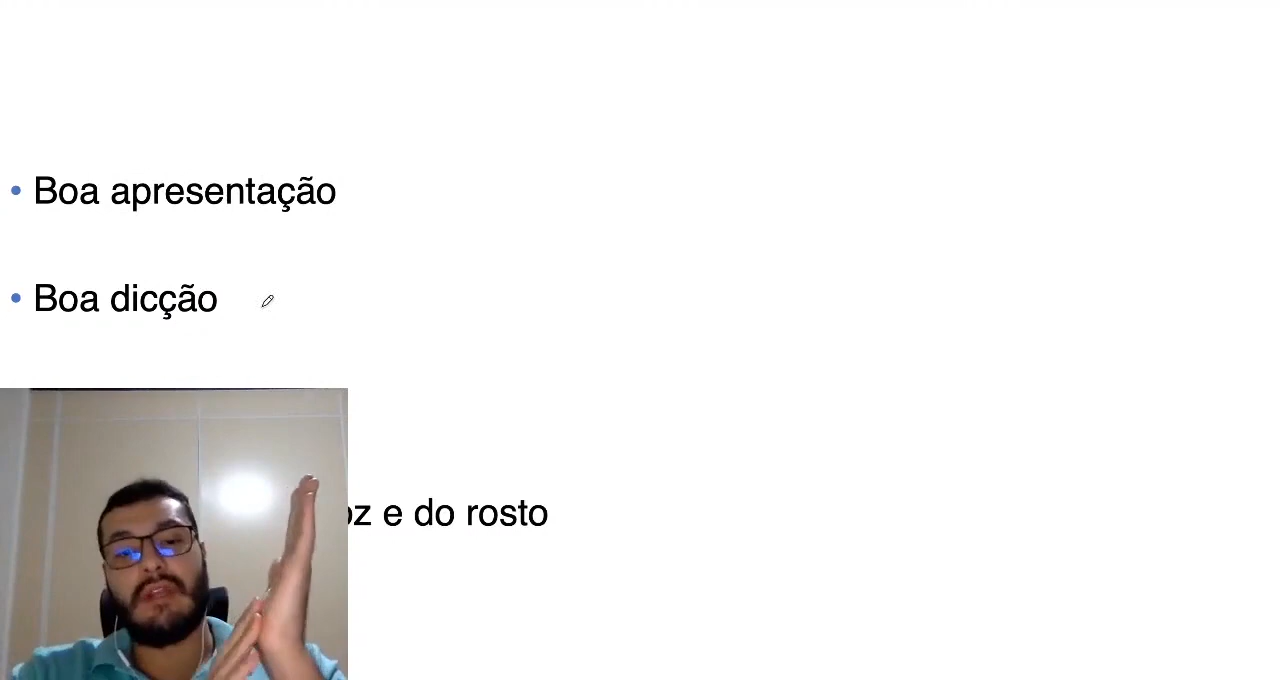 • Boa apresentação
• Boa dicção
e do rosto